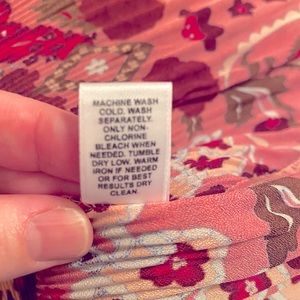 MACHINE WASH
COLD. WASH
SEPARATELY.
ONLY NON-
CHLORINE
BLEACH WHEN
NEEDED. TUMBLE
DRY LOW. WARM
IRON IF NEEDED
OR FOR BEST
RESULTS DRY
CLEAN